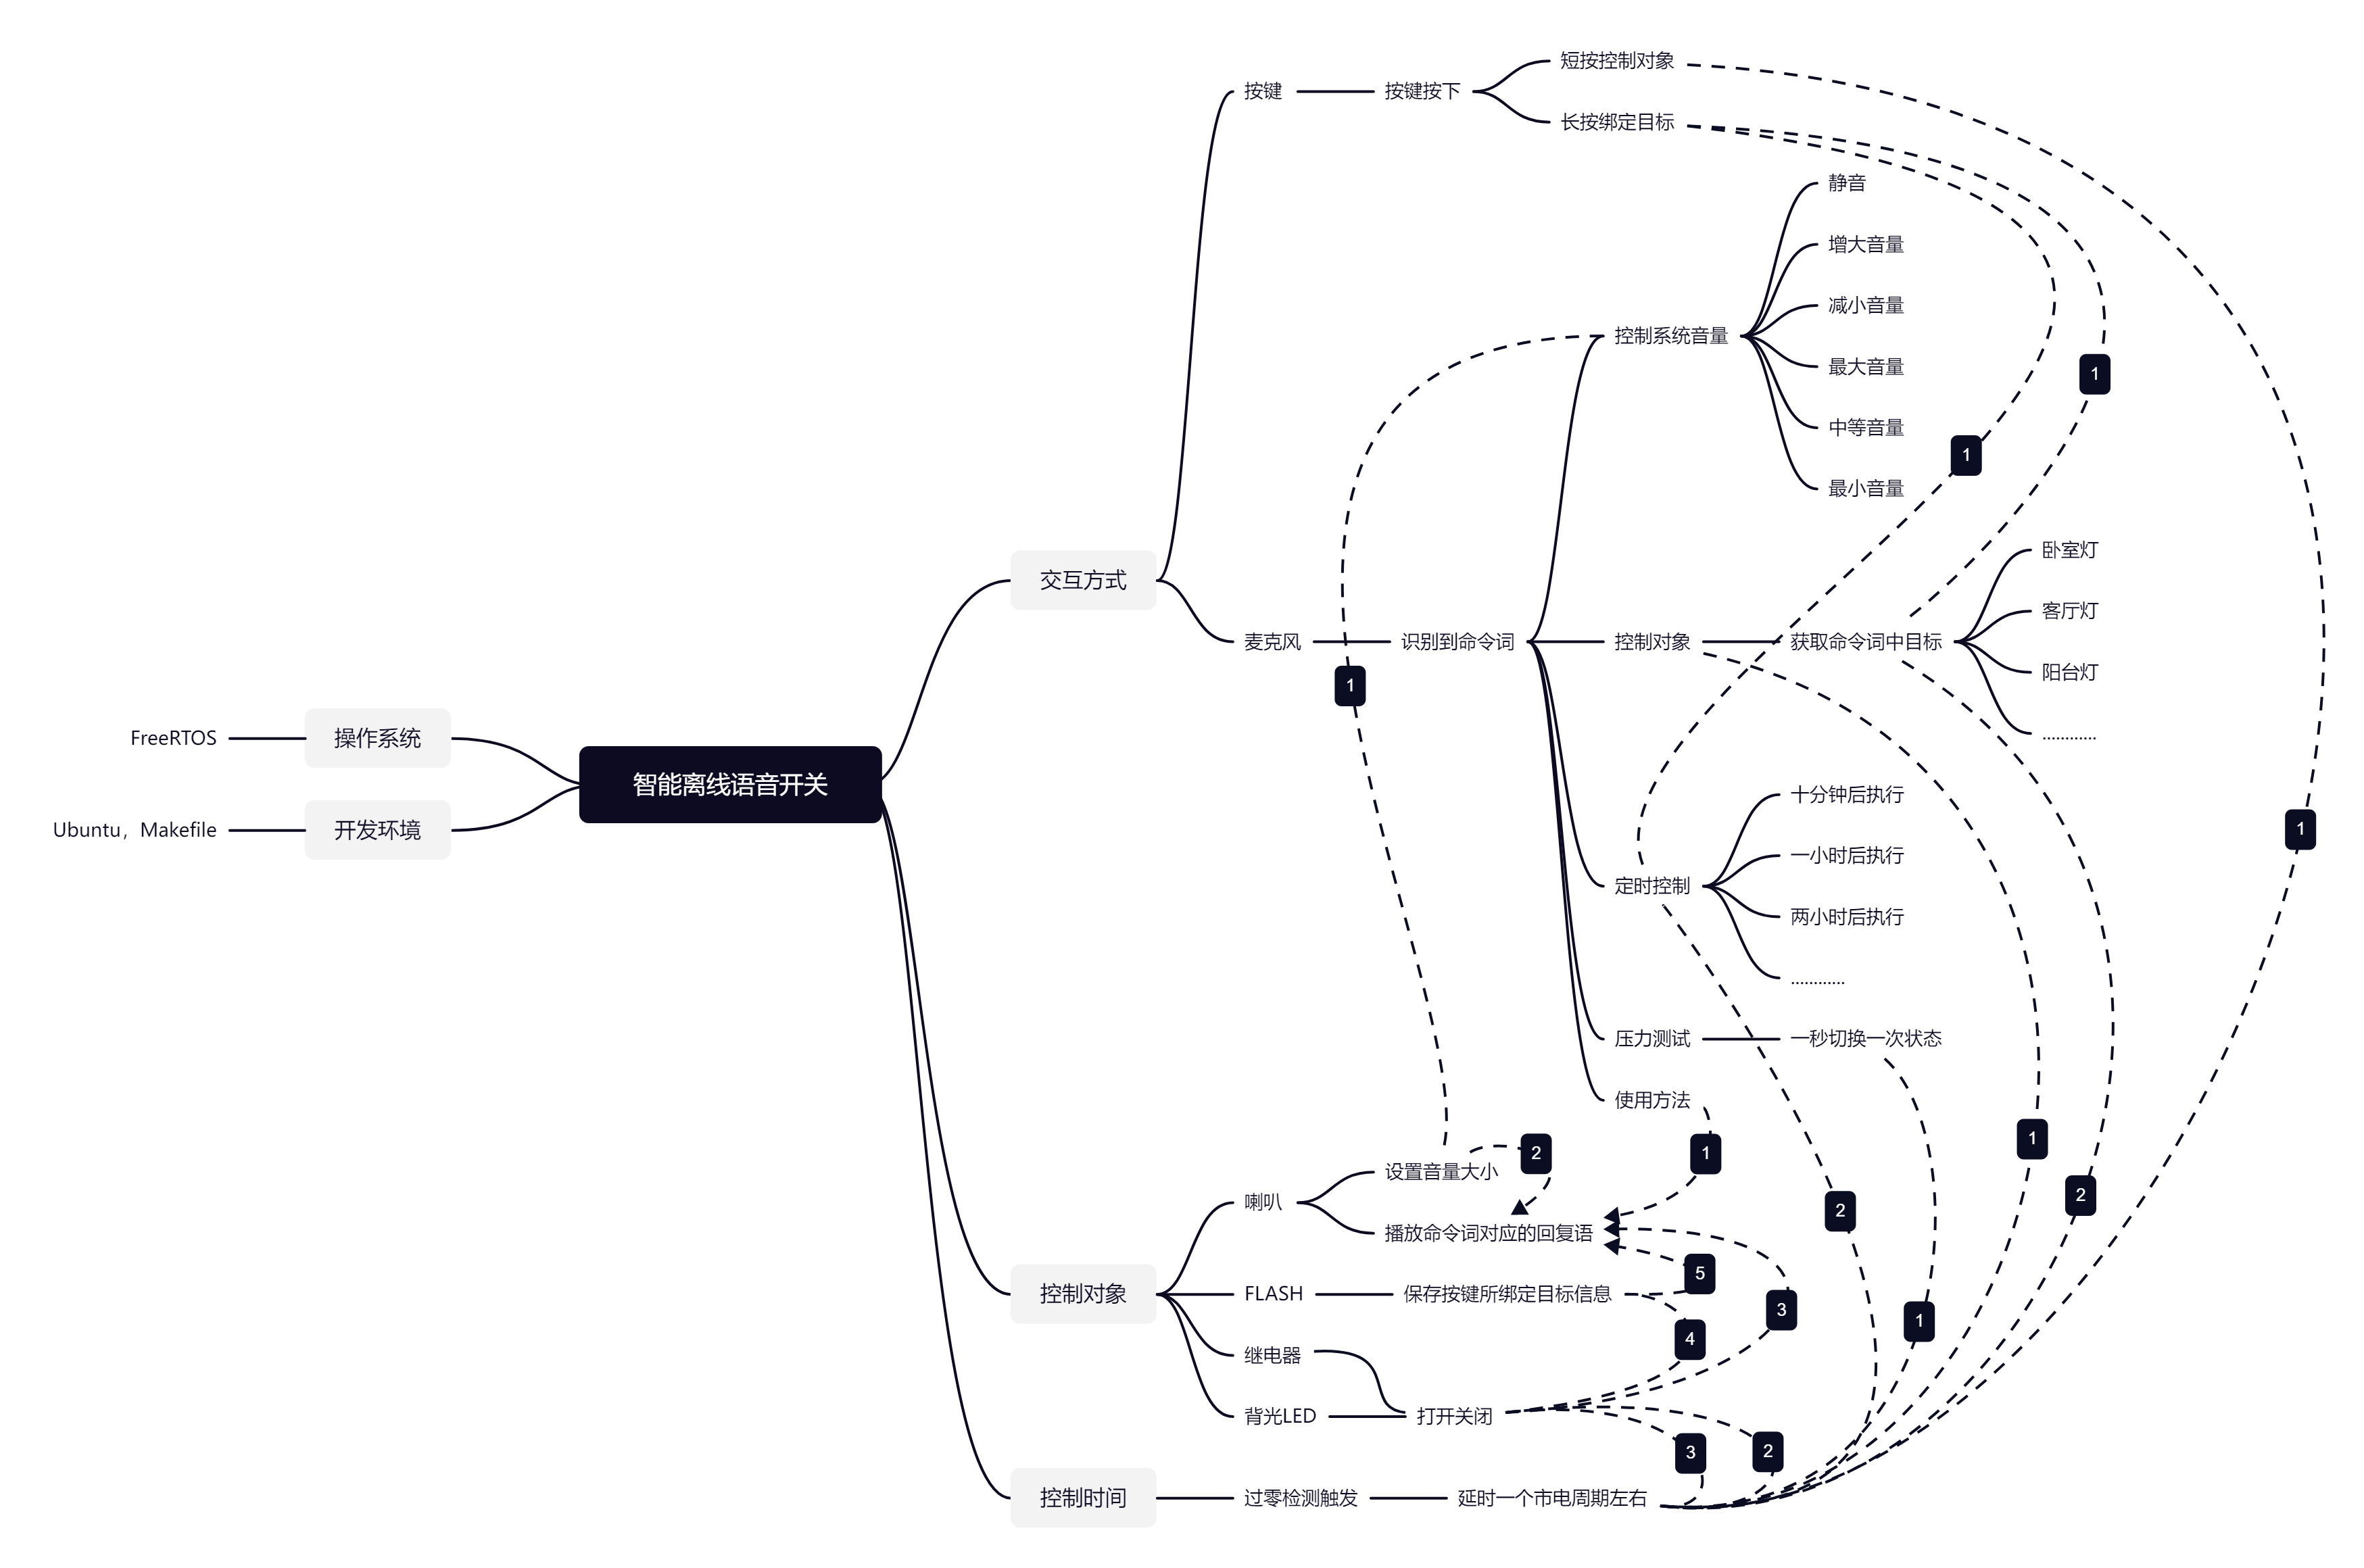 智能离线语音开关
操作系统
FreeRTOS
开发环境
Ubuntu，Makefile
交互方式
按键
按键按下
短按控制对象
长按绑定目标
麦克风
识别到命令词
控制系统音量
静音
增大音量
减小音量
最大音量
中等音量
最小音量
控制对象
获取命令词中目标
卧室灯
客厅灯
阳台灯
............
定时控制
十分钟后执行
一小时后执行
两小时后执行
............
压力测试
一秒切换一次状态
使用方法
控制对象
喇叭
设置音量大小
播放命令词对应的回复语
FLASH
保存按键所绑定目标信息
继电器
背光LED
打开关闭
控制时间
过零检测触发
延时一个市电周期左右
1
1
1
1
2
1
1
2
2
5
3
1
4
3
2